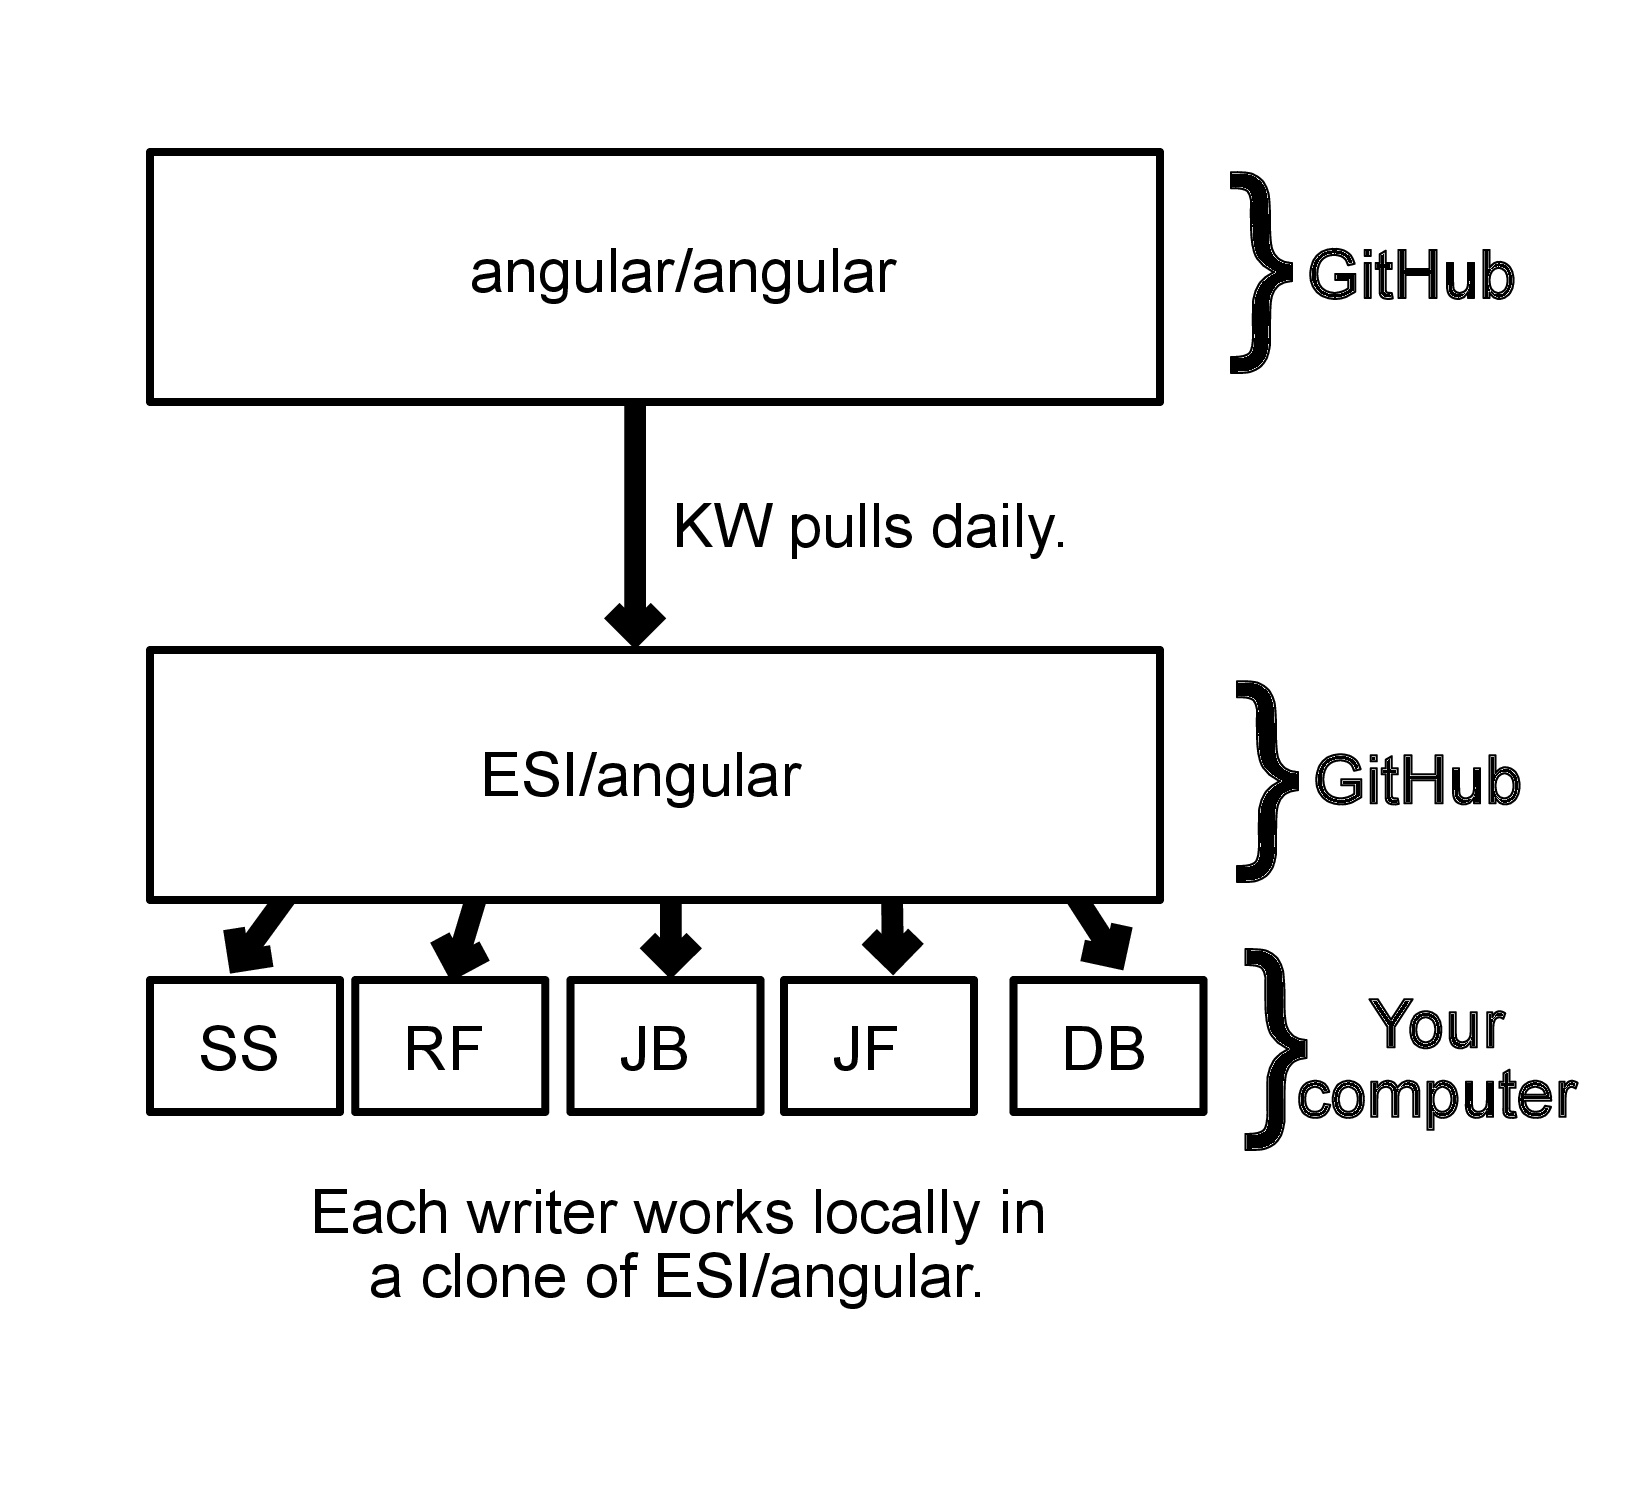 angular/angular
} GitHub
KW pulls daily.
ESI/angular
} GitHub
SS
RF
JB
JF
DB
} Your
computer
Each writer works locally in
a clone of ESI/angular.